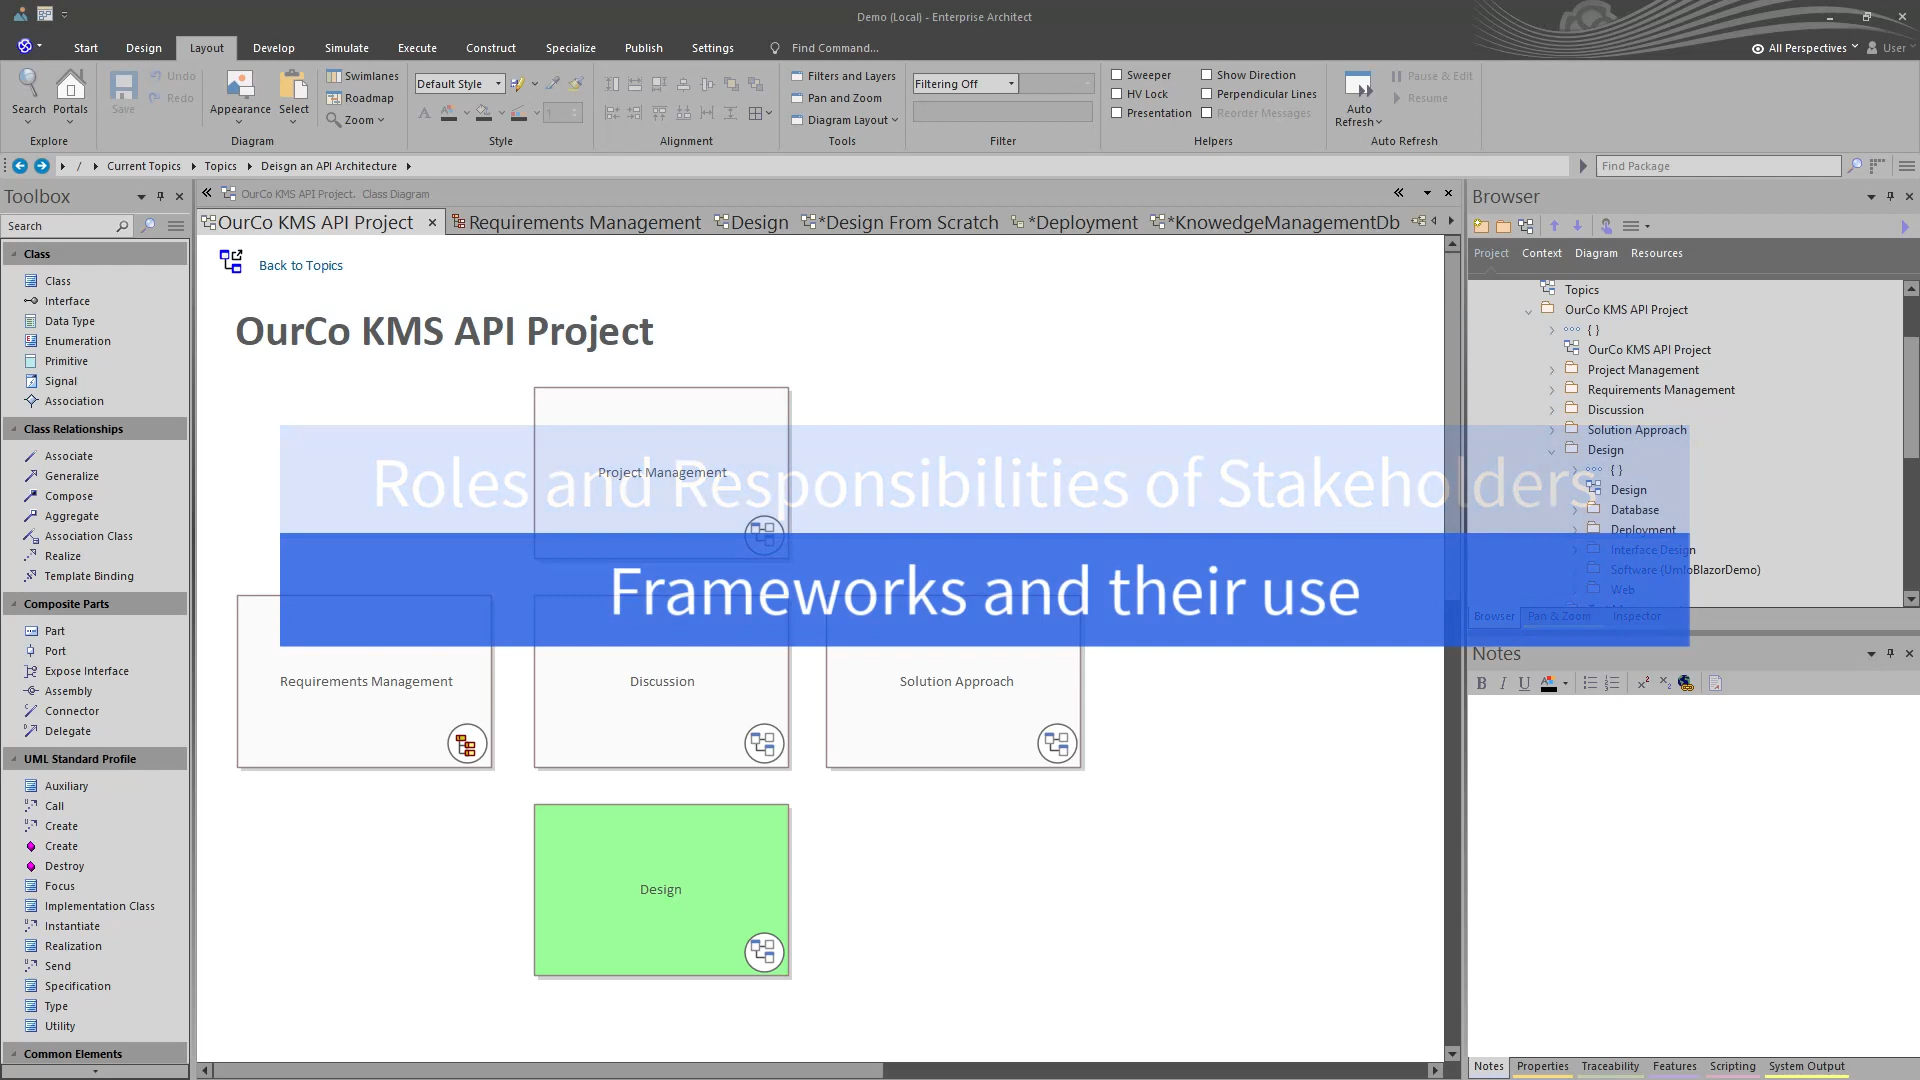 Demo (Local) - Enterprise Architect
Start Design Layout Develop Simulate Execute Construct Specialize Publish Settings Find Command... All Perspectives User
Search Portals Save Undo Redo Appearance Select Swimlanes Roadmap Zoom
Explore Diagram
Default Style
Style Alignment
Filters and Layers
Pan and Zoom
Diagram Layout
Tools
Filtering Off
Filter
Sweeper Show Direction
HV Lock Perpendicular Lines
Presentation Reorder Messages
Helpers
Auto Refresh
Pause & Edit
Resume
Auto Refresh
/ Current Topics Topics Deisgn an API Architecture
Find Package
Toolbox
Search
Class
Class
Interface
Data Type
Enumeration
Primitive
Signal
Association
Class Relationships
Associate
Generalize
Compose
Aggregate
Association Class
Realize
Template Binding
Composite Parts
Part
Port
Expose Interface
Assembly
Connector
Delegate
UML Standard Profile
Auxiliary
Call
Create
Create
Destroy
Focus
Implementation Class
Instantiate
Realization
Send
Specification
Type
Utility
Common Elements
OurCo KMS API Project. Class Diagram
OurCo KMS API Project Requirements Management Design *Design From Scratch *Deployment *KnowedgeManagementDb
Back to Topics
OurCo KMS API Project
Project Management
Roles and Responsibilities of Stakeholders
Frameworks and their use
Requirements Management
Discussion
Solution Approach
Design
Browser
Project Context Diagram Resources
Topics
OurCo KMS API Project
{ }
OurCo KMS API Project
Project Management
Requirements Management
Discussion
Solution Approach
Design
{ }
Design
Database
Deployment
Interface Design
Software (UmloBlazorDemo)
Web
Browser Pan & Zoom Inspector
Notes
B I U
Notes Properties Traceability Features Scripting System Output